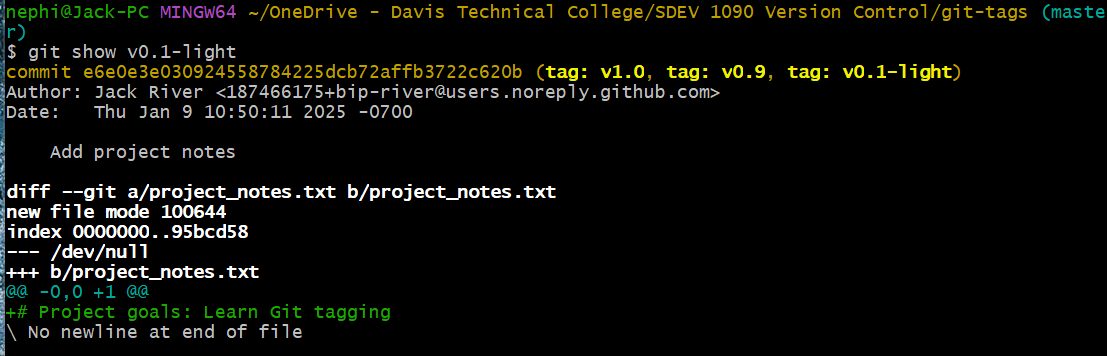 nephi@Jack-PC MINGW64 ~/OneDrive - Davis Technical College/SDEV 1090 Version Control/git-tags (maste
r)
$ git show v0.1-light
commit e6e0e3e030924558784225dcb72affb3722c620b (tag: v1.0, tag: v0.9, tag: v0.1-light)
Author: Jack River <187466175+bip-river@users.noreply.github.com>
Date:   Thu Jan 9 10:50:11 2025 -0700

    Add project notes

diff --git a/project_notes.txt b/project_notes.txt
new file mode 100644
index 0000000..95bcd58
--- /dev/null
+++ b/project_notes.txt
@@ -0,0 +1 @@
+# Project goals: Learn Git tagging
\ No newline at end of file